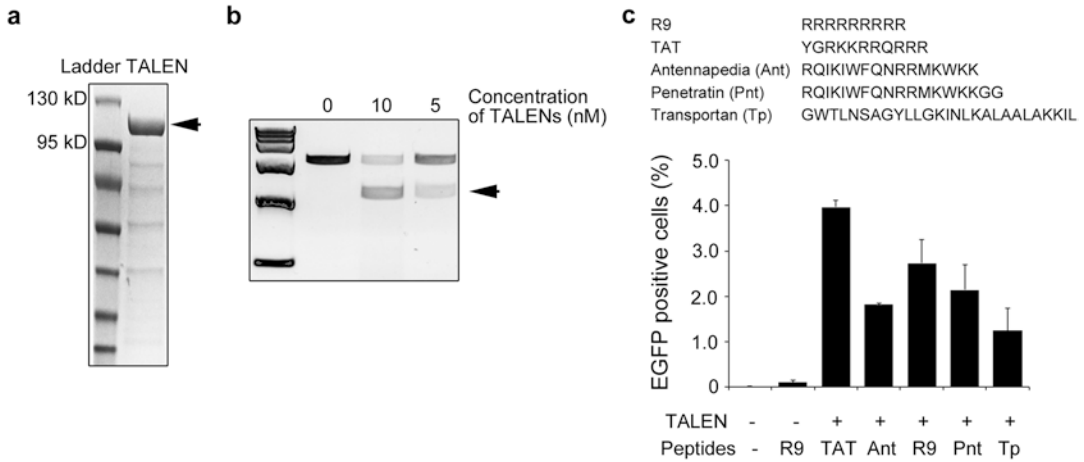 a
Ladder TALEN
130 kD
95 kD
b
0 10 5
Concentration
of TALENs (nM)
c
R9 RRRRRRRRR
TAT YGRKKRRQRRR
Antennapedia (Ant) RQIKIWFQNRRMKWKK
Penetratin (Pnt) RQIKIWFQNRRMKWKKGG
Transportan (Tp) GWTLNSAGYLLGKINLKALAALAKKIL
EGFP positive cells (%)
5.0
4.0
3.0
2.0
1.0
0
TALEN - - + + + + +
Peptides - R9 TAT Ant R9 Pnt Tp